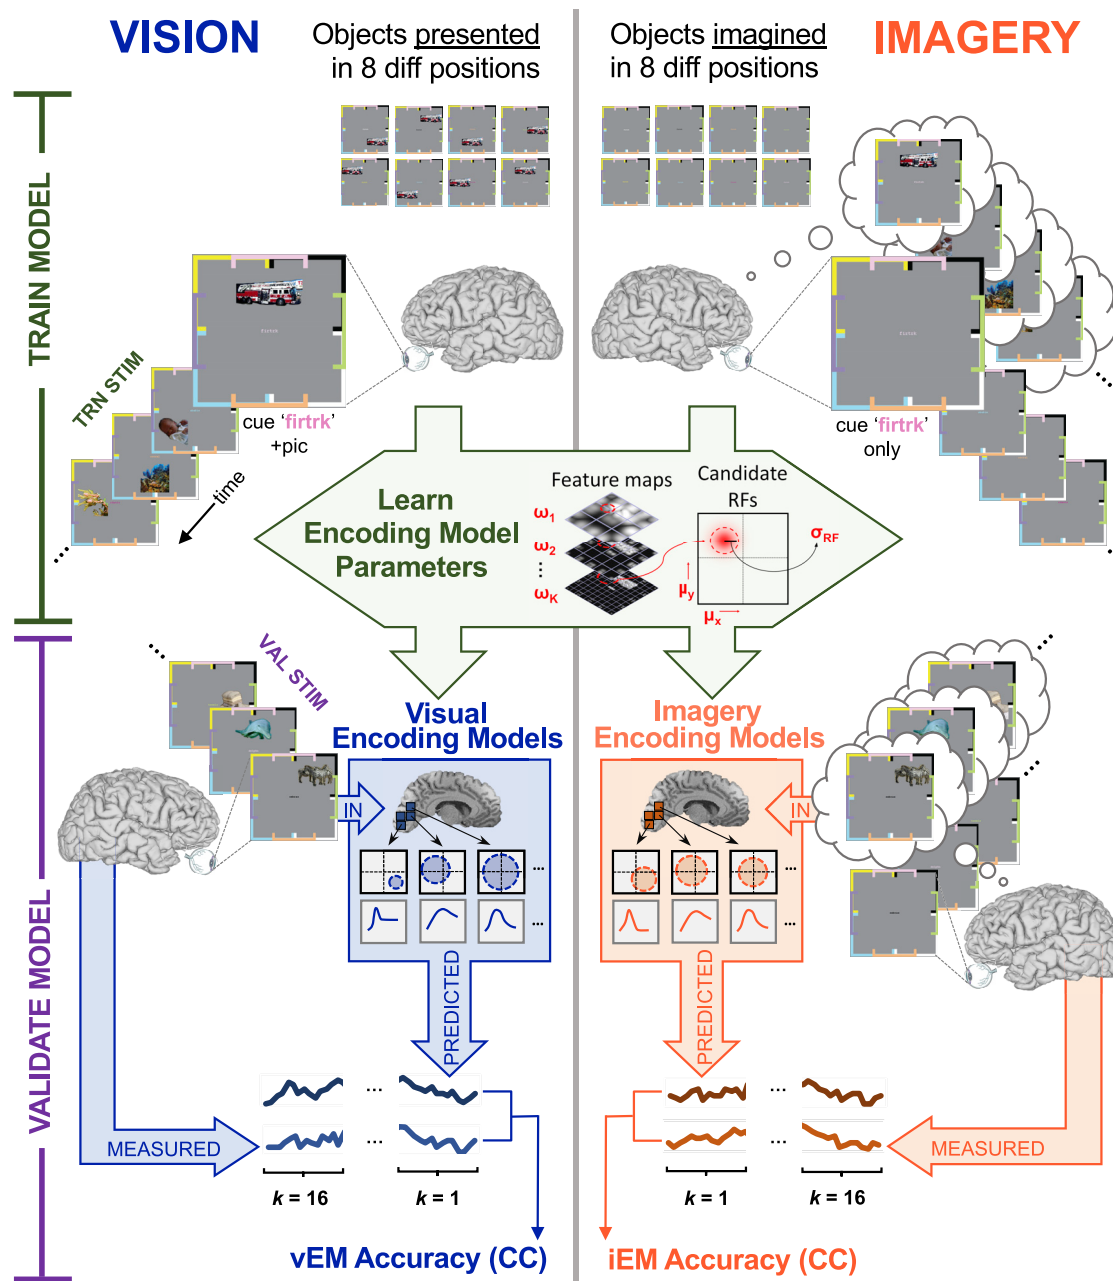 VISION
Objects presented
in 8 diff positions
Objects imagined
in 8 diff positions
IMAGERY
TRAIN MODEL
TRN STIM
cue 'firtrk'
+pic
time
cue 'firtrk'
only
Learn
Encoding Model
Parameters
Feature maps
ω1
ω2
ωK
Candidate
RFs
σRF
μy
μx
VALIDATE MODEL
VAL STIM
Visual
Encoding Models
Imagery
Encoding Models
IN
IN
...
...
...
...
PREDICTED
PREDICTED
...
...
MEASURED
MEASURED
k = 16
k = 1
k = 1
k = 16
vEM Accuracy (CC)
iEM Accuracy (CC)